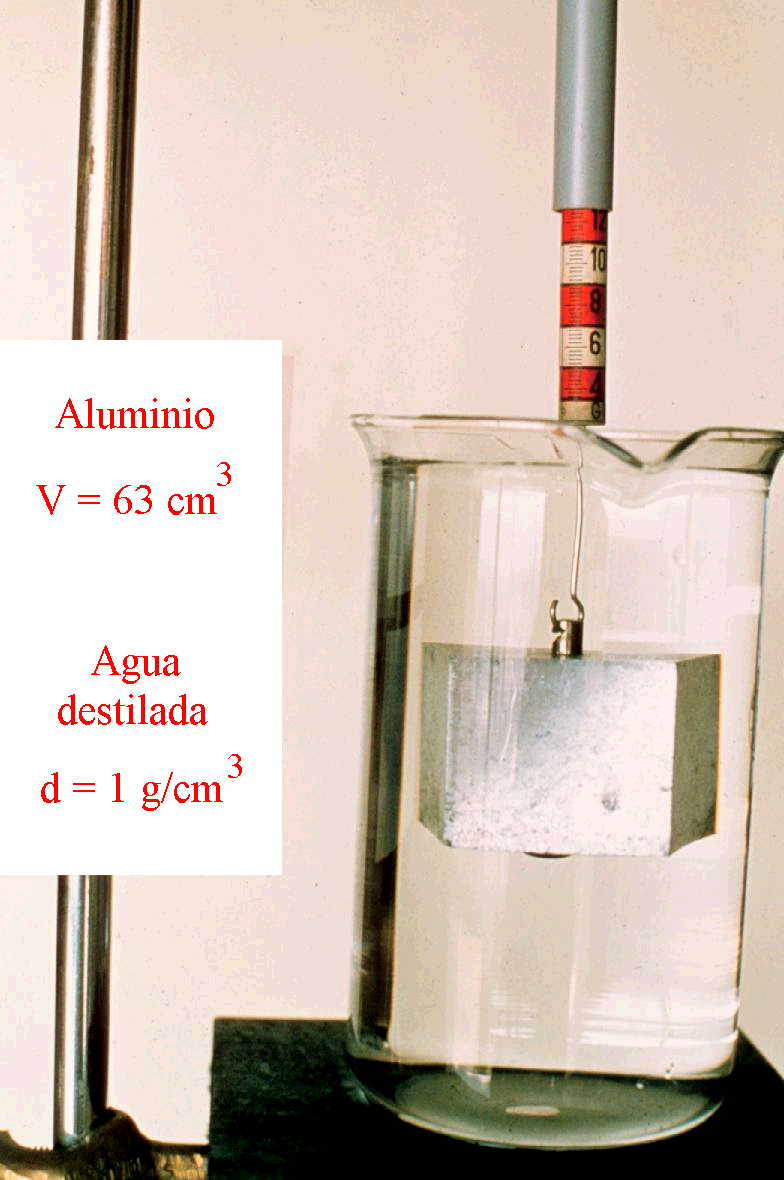 Aluminio
V = 63 cm³
Agua
destilada
d = 1 g/cm³
12
10
8
6
4